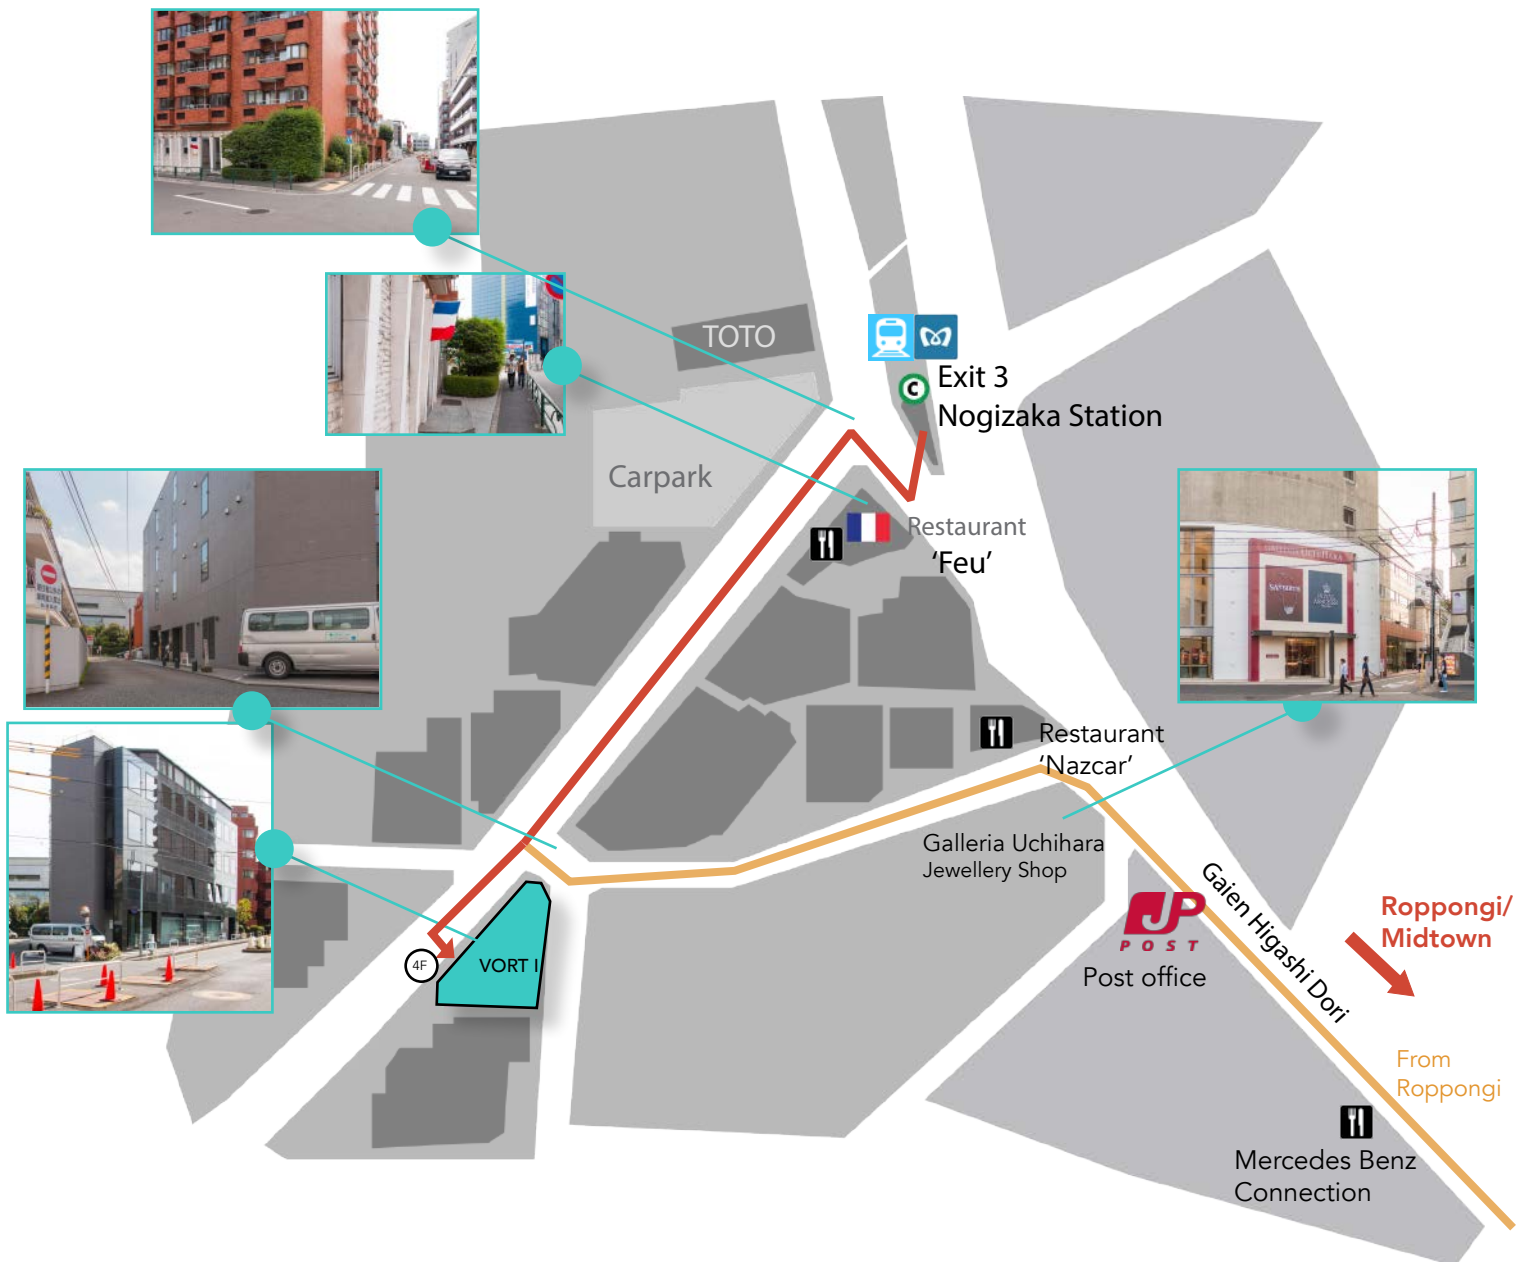 TOTO
Exit 3
Nogizaka Station
Carpark
Restaurant
'Feu'
Restaurant
'Nazcar'
Galleria Uchihara
Jewellery Shop
Gaien Higashi Dori
JP
POST
Post office
Roppongi/
Midtown
From
Roppongi
Mercedes Benz
Connection
4F
VORT I
C